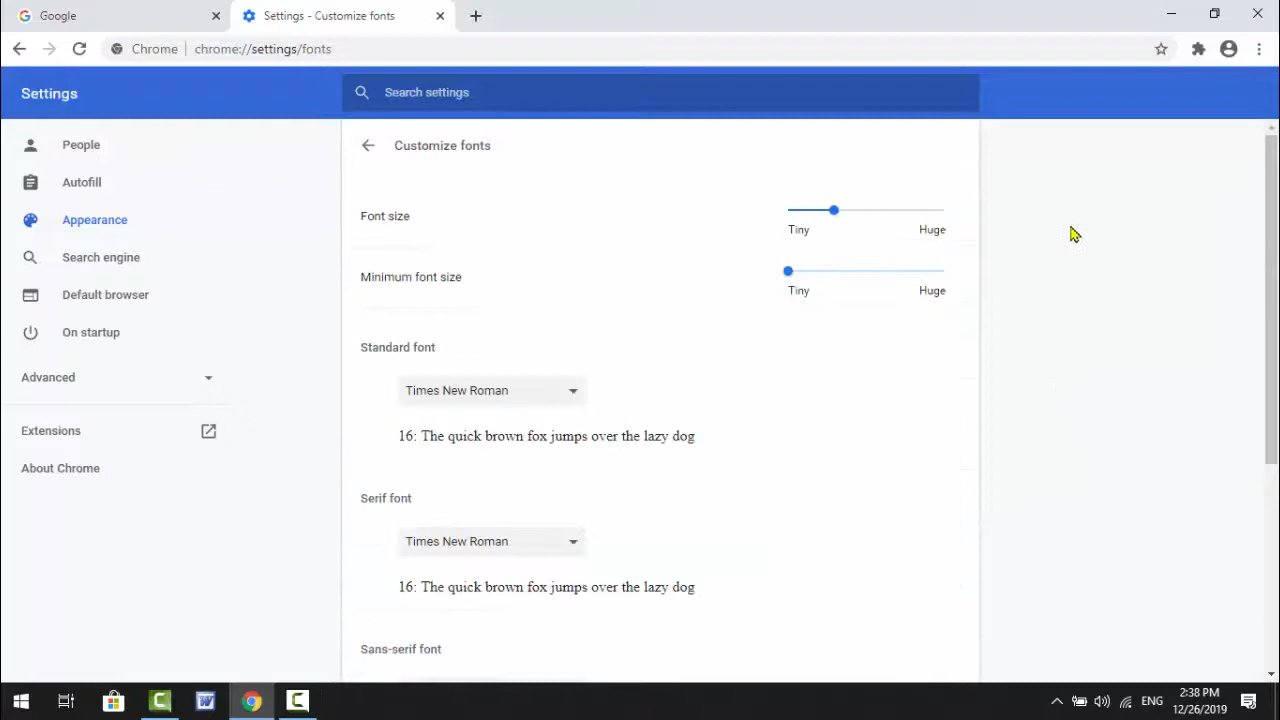 Google
Settings - Customize fonts
Chrome
chrome://settings/fonts
Settings
Search settings
People
Autofill
Appearance
Search engine
Default browser
On startup
Advanced
Extensions
About Chrome
Customize fonts
Font size
Tiny
Huge
Minimum font size
Tiny
Huge
Standard font
Times New Roman
16: The quick brown fox jumps over the lazy dog
Serif font
Times New Roman
16: The quick brown fox jumps over the lazy dog
Sans-serif font
ENG
2:38 PM
12/26/2019